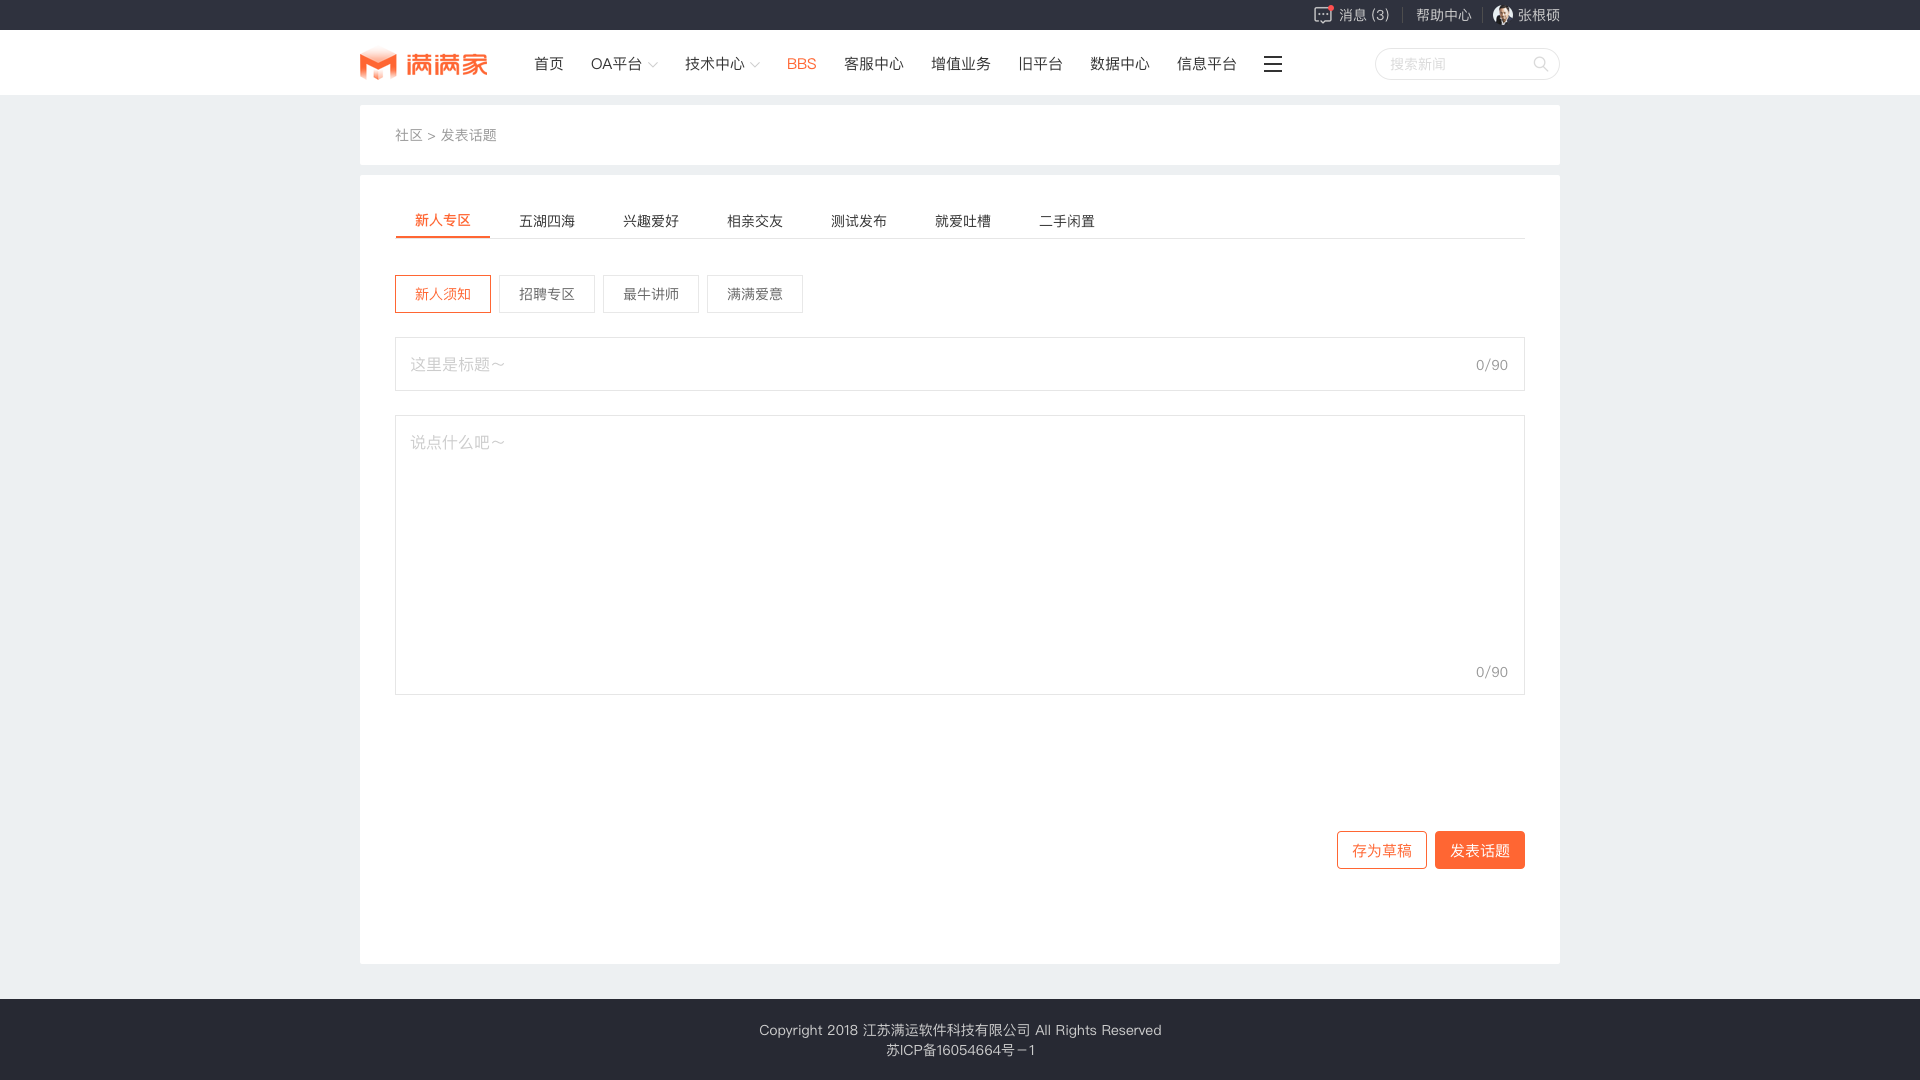 消息 (3) 帮助中心 张根硕
满满家 首页 OA平台 技术中心 BBS 客服中心 增值业务 旧平台 数据中心 信息平台 搜索新闻
社区 > 发表话题
新人专区 五湖四海 兴趣爱好 相亲交友 测试发布 就爱吐槽 二手闲置
新人须知 招聘专区 最牛讲师 满满爱意
这里是标题～ 0/90
说点什么吧～
0/90
存为草稿 发表话题
Copyright 2018 江苏满运软件科技有限公司 All Rights Reserved
苏ICP备16054664号－1